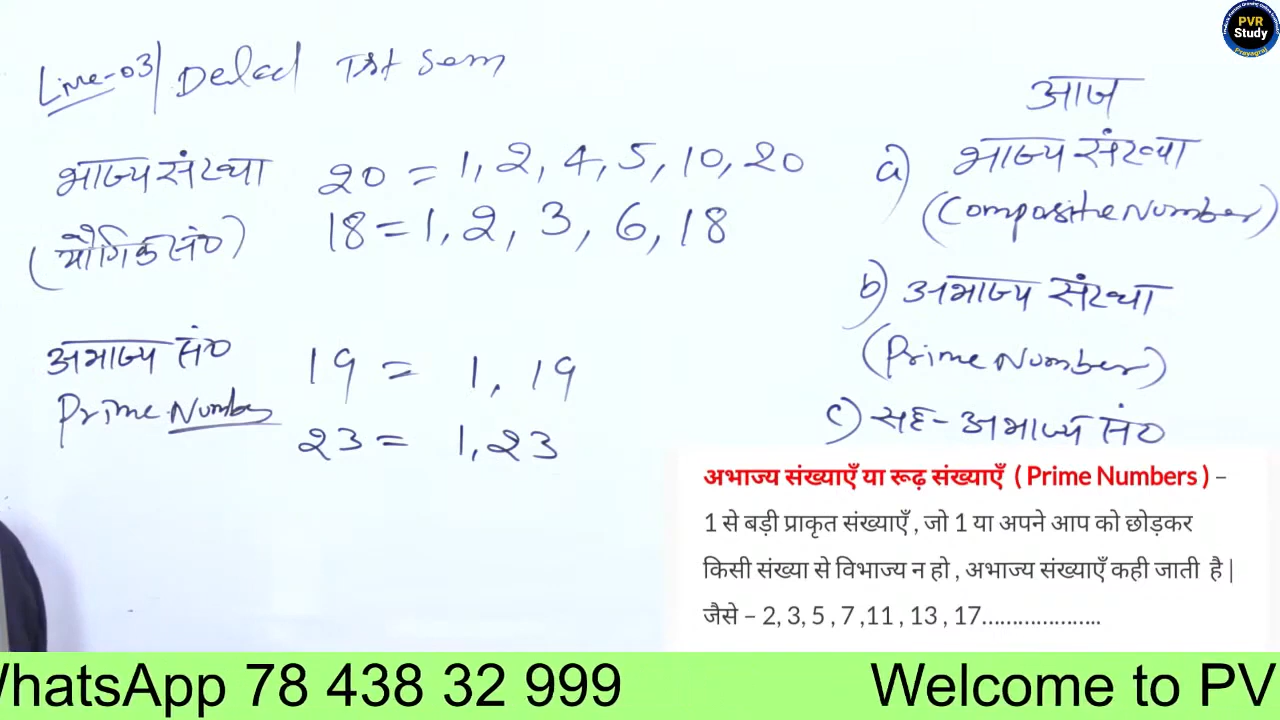 PVR
Study
Prayagraj
Live-03 | Deled Ist Sem
भाज्य संख्या 20 = 1, 2, 4, 5, 10, 20
(यौगिक सं०) 18 = 1, 2, 3, 6, 18
अभाज्य सं० 19 = 1, 19
Prime Number 23 = 1, 23
आज
a) भाज्य संख्या
(Composite Number)
b) अभाज्य संख्या
(Prime Number)
c) सह-अभाज्य सं०
अभाज्य संख्याएँ या रूढ़ संख्याएँ ( Prime Numbers ) –
1 से बड़ी प्राकृत संख्याएँ , जो 1 या अपने आप को छोड़कर
किसी संख्या से विभाज्य न हो , अभाज्य संख्याएँ कही जाती है |
जैसे – 2, 3, 5 , 7 ,11 , 13 , 17………………..
WhatsApp 78 438 32 999 Welcome to PV